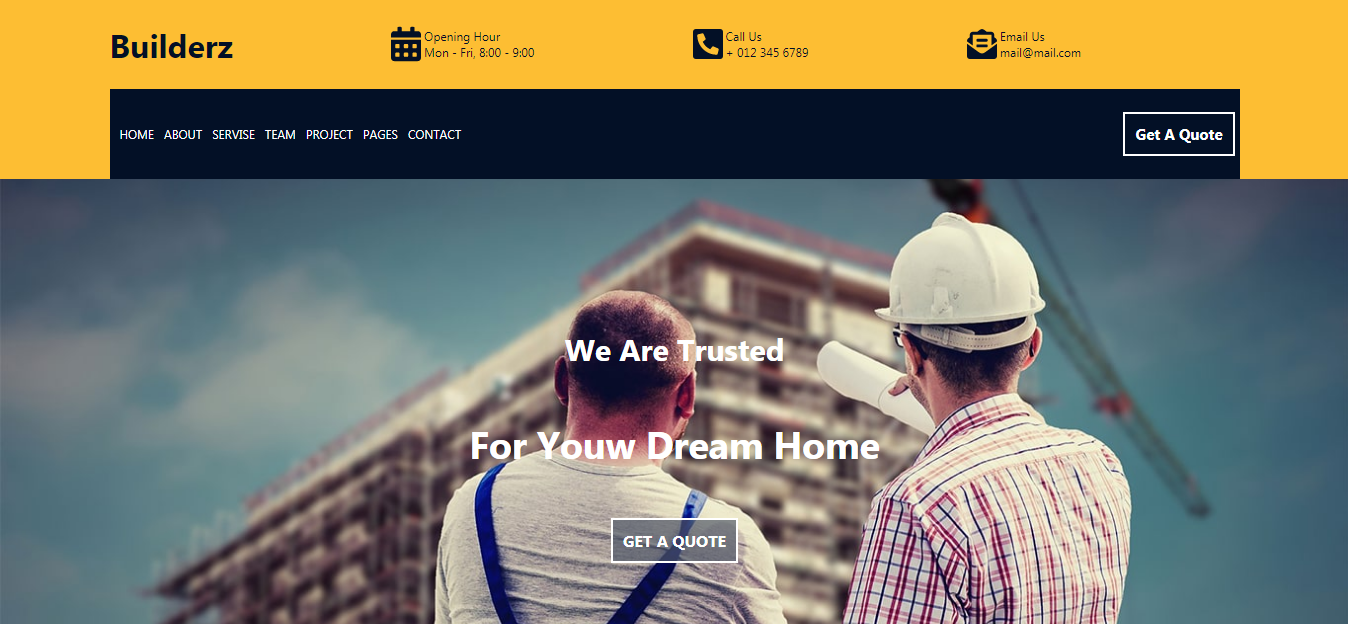 Builderz
Opening Hour
Mon - Fri, 8:00 - 9:00
Call Us
+ 012 345 6789
Email Us
mail@mail.com
HOME ABOUT SERVISE TEAM PROJECT PAGES CONTACT
Get A Quote
We Are Trusted
For Youw Dream Home
GET A QUOTE